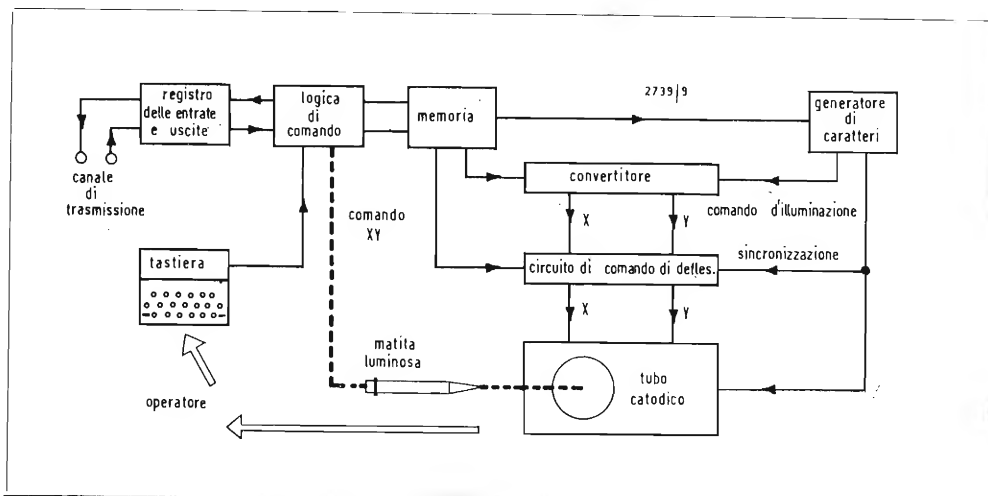 registro
delle entrate
e uscite
logica
di
comando
memoria
2739/9
generatore
di
caratteri
canale
di
trasmissione
convertitore
comando d'illuminazione
X
Y
comando
XY
sincronizzazione
tastiera
circuito di comando di defles.
X
Y
matita
luminosa
tubo
catodico
operatore